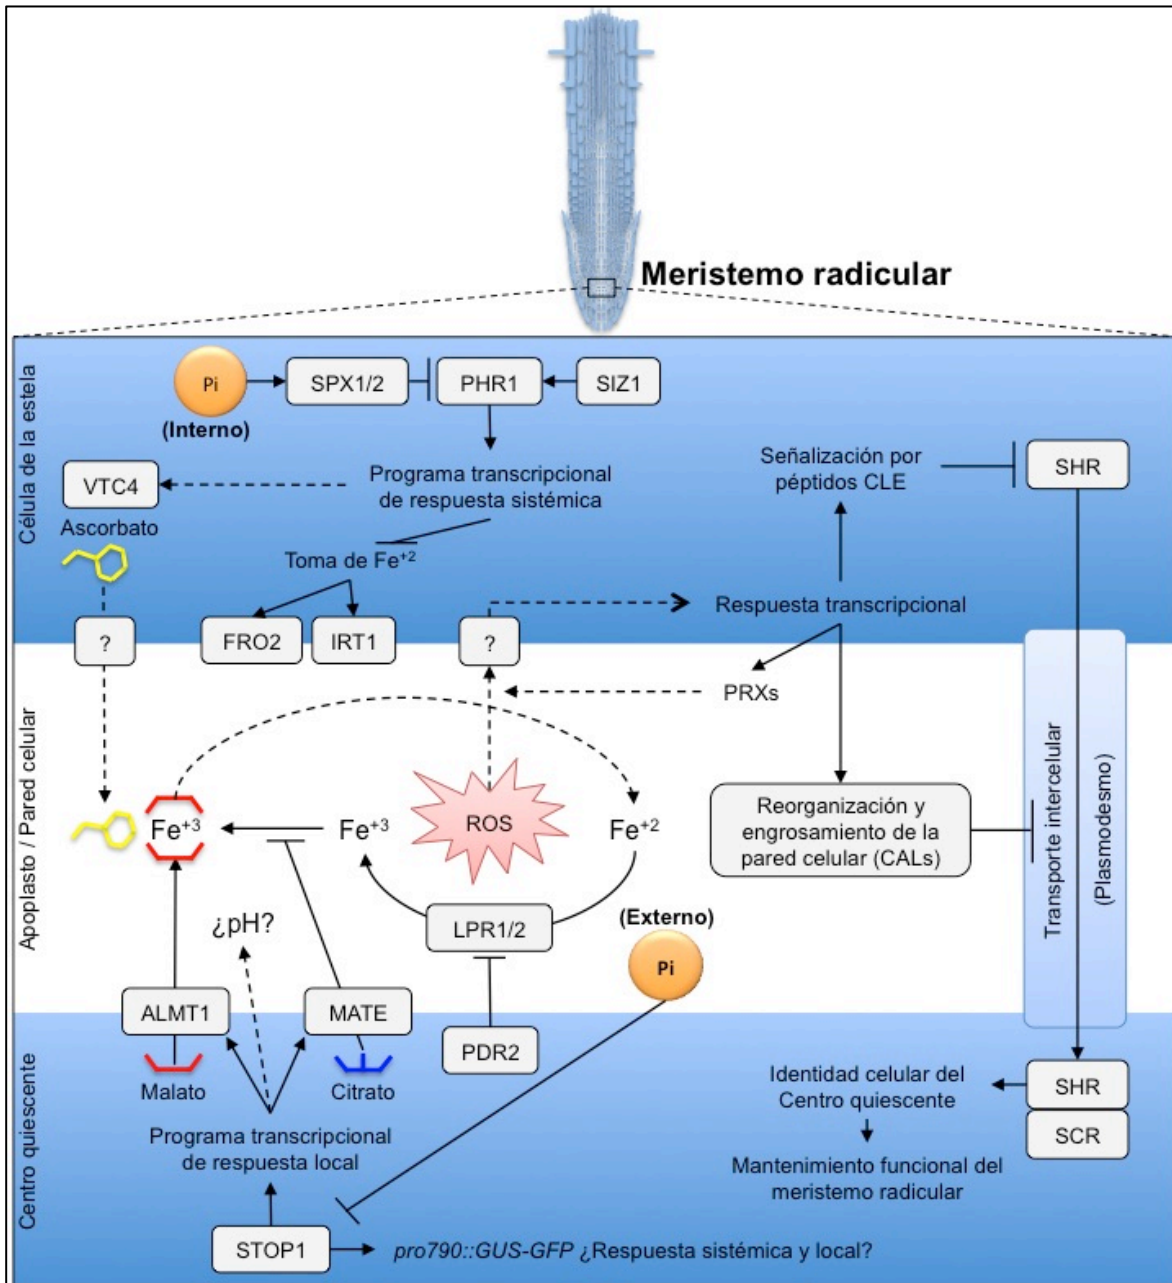 Meristemo radicular
Célula de la estela
Pi
(Interno)
SPX1/2
PHR1
SIZ1
VTC4
Ascorbato
Programa transcripcional
de respuesta sistémica
Señalización por
péptidos CLE
SHR
Toma de Fe+2
?
FRO2
IRT1
?
Respuesta transcripcional
Apoplasto / Pared celular
PRXs
Fe+3
Fe+3
ROS
Fe+2
Reorganización y
engrosamiento de la
pared celular (CALs)
Transporte intercelular
(Plasmodesmo)
¿pH?
LPR1/2
(Externo)
Pi
ALMT1
MATE
PDR2
Centro quiescente
Malato
Citrato
Programa transcripcional
de respuesta local
STOP1
pro790::GUS-GFP ¿Respuesta sistémica y local?
Identidad celular del
Centro quiescente
SHR
SCR
Mantenimiento funcional del
meristemo radicular